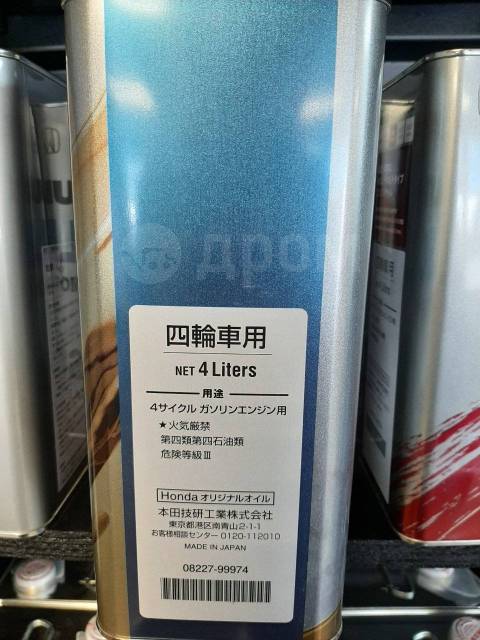 дром
四輪車用
NET 4 Liters
用途
4サイクル ガソリンエンジン用
★火気厳禁
第四類第四石油類
危険等級Ⅲ
Honda オリジナルオイル
本田技研工業株式会社
東京都港区南青山2-1-1
お客様相談センター 0120-112010
MADE IN JAPAN
08227-99974